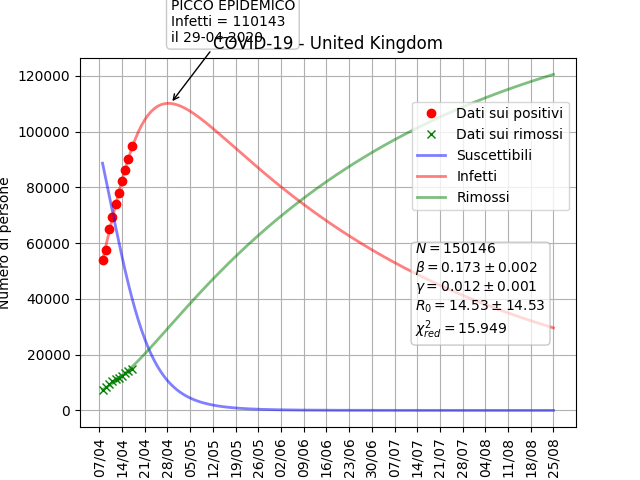 PICCO EPIDEMICO
Infetti = 110143
il 29-04-2020
COVID-19 - United Kingdom
Numero di persone
120000
100000
80000
60000
40000
20000
0
Dati sui positivi
Dati sui rimossi
Suscettibili
Infetti
Rimossi
N = 150146
β = 0.173 ± 0.002
γ = 0.012 ± 0.001
R₀ = 14.53 ± 14.53
χ²red = 15.949
07/04
14/04
21/04
28/04
05/05
12/05
19/05
26/05
02/06
09/06
16/06
23/06
30/06
07/07
14/07
21/07
28/07
04/08
11/08
18/08
25/08